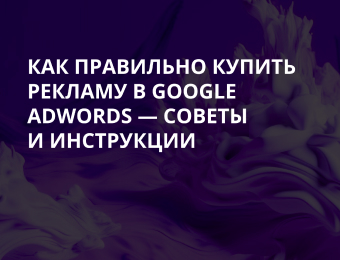 КАК ПРАВИЛЬНО КУПИТЬ
РЕКЛАМУ В GOOGLE
ADWORDS — СОВЕТЫ
И ИНСТРУКЦИИ